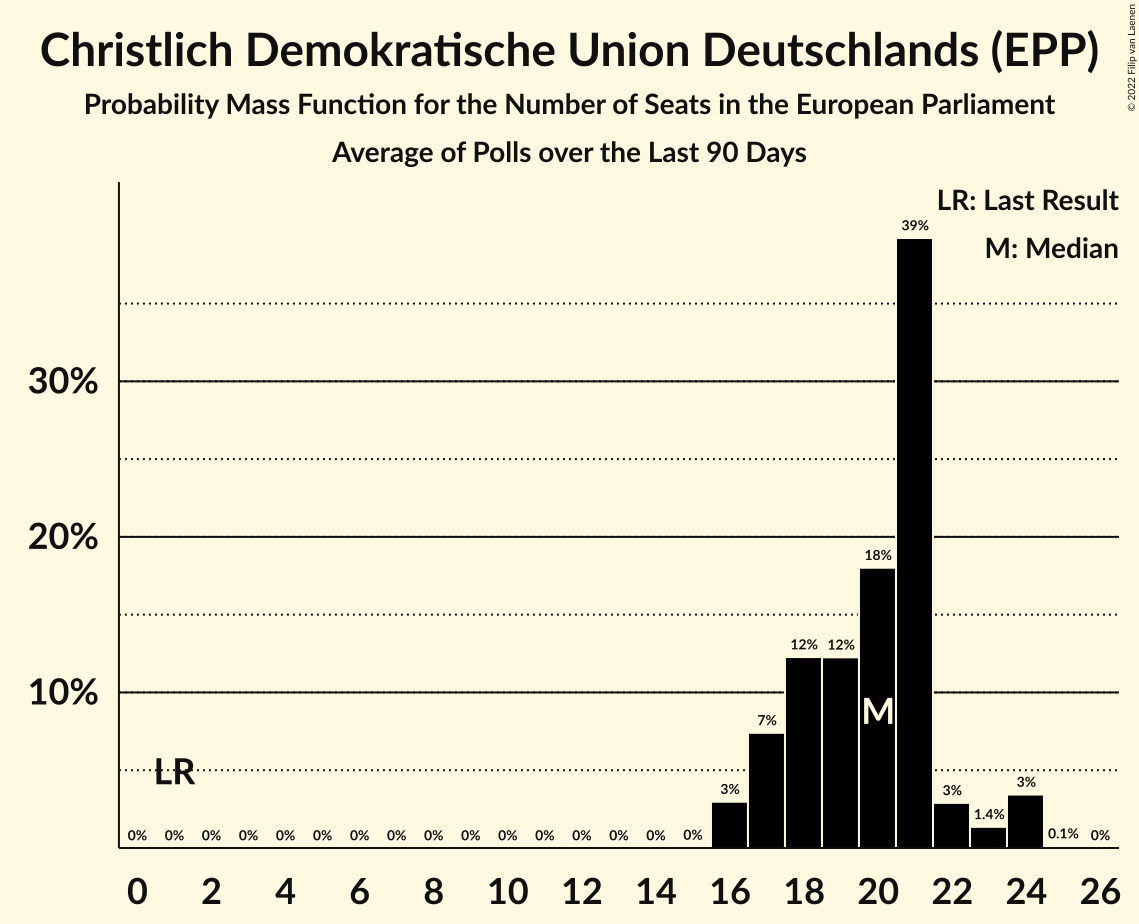 Christlich Demokratische Union Deutschlands (EPP)
Probability Mass Function for the Number of Seats in the European Parliament
Average of Polls over the Last 90 Days
© 2022 Filip van Laenen
LR: Last Result
M: Median
39%
30%
20%
18%
12% 12%
10%
M
7%
LR
3% 3% 3%
1.4%
0% 0% 0% 0% 0% 0% 0% 0% 0% 0% 0% 0% 0% 0% 0% 0% 0.1% 0%
0 2 4 6 8 10 12 14 16 18 20 22 24 26